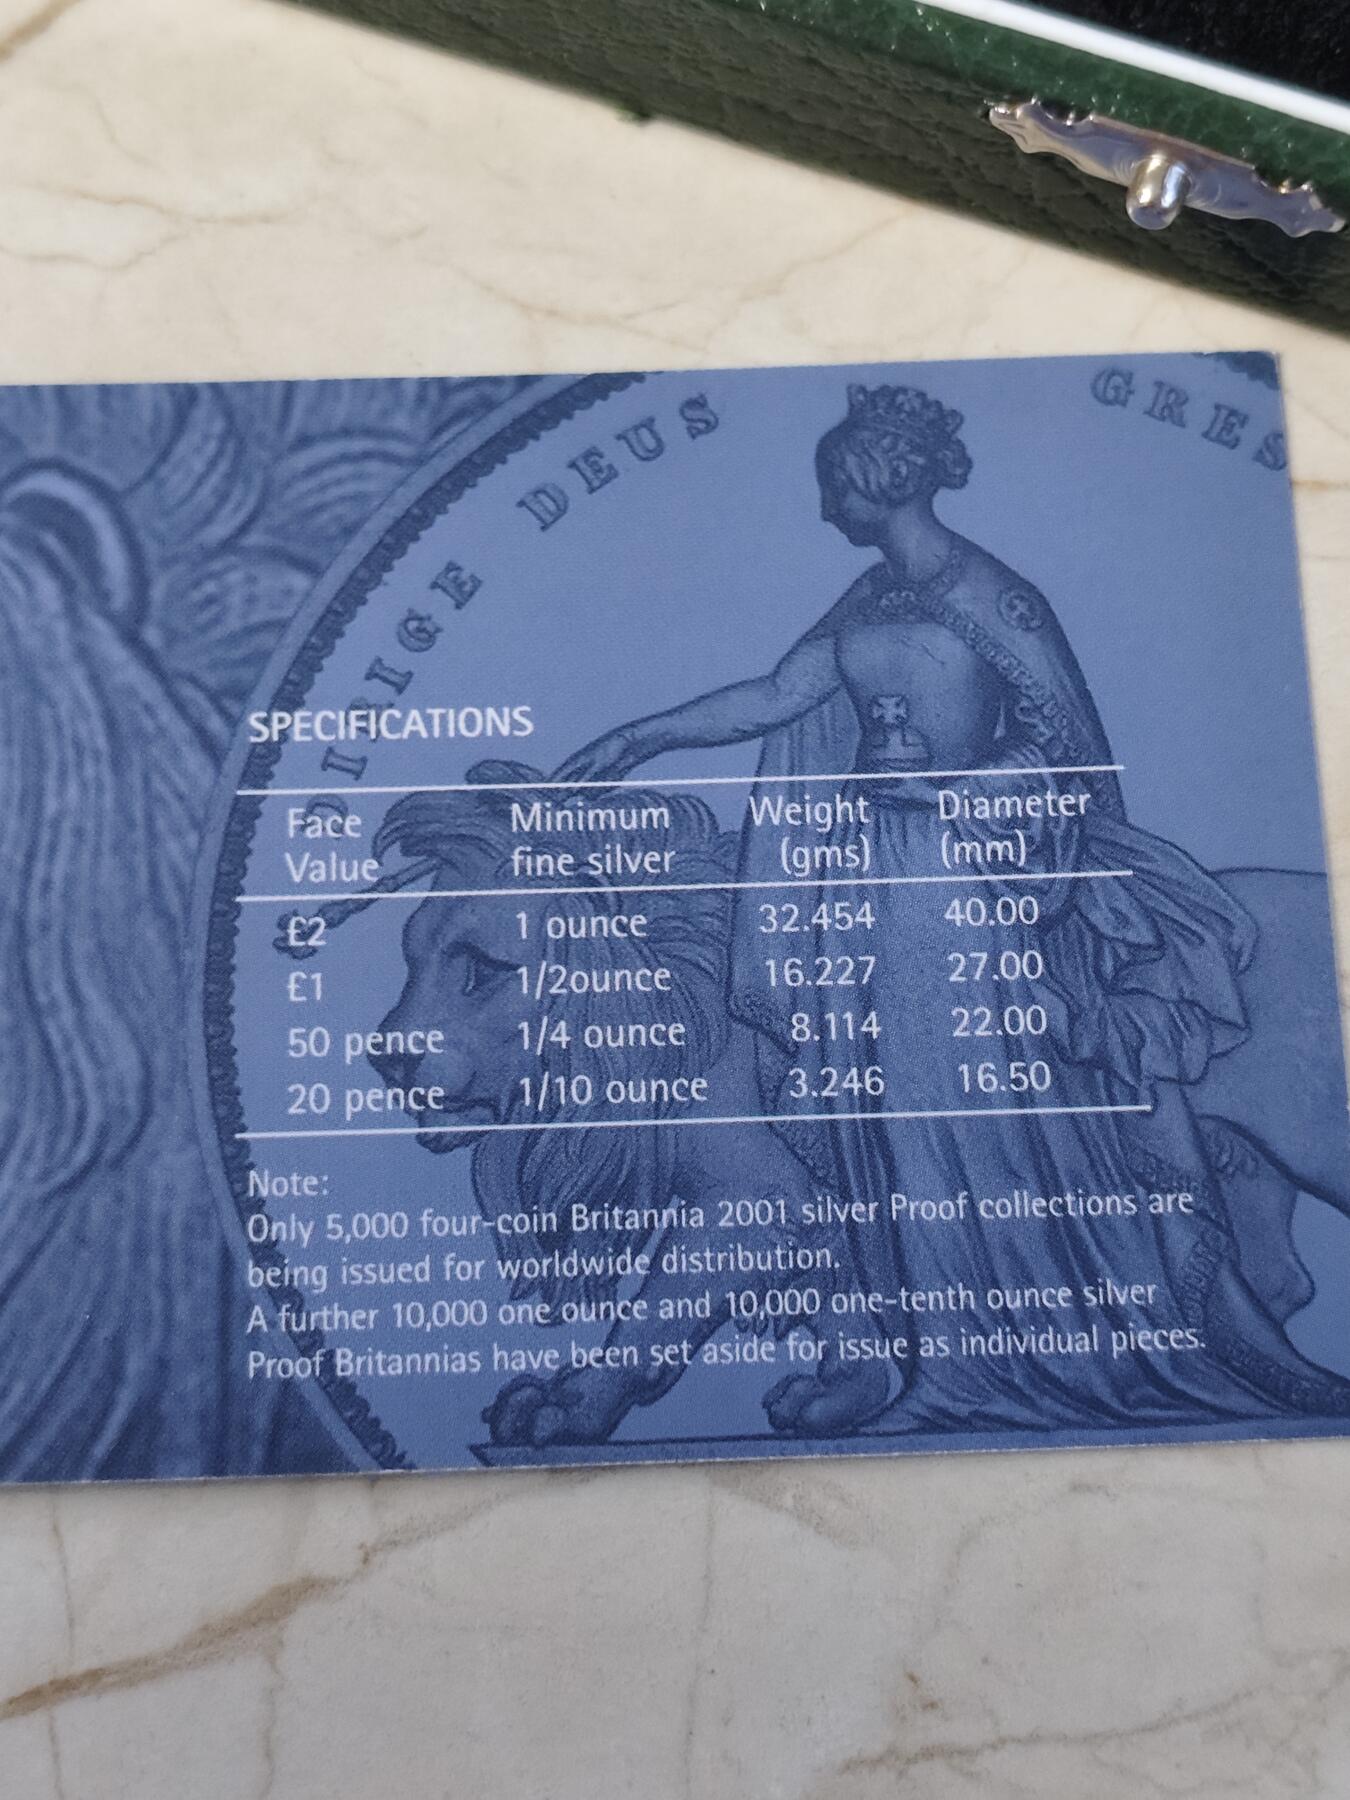 DIRIGE DEUS GRES
SPECIFICATIONS
Face Value Minimum fine silver Weight (gms) Diameter (mm)
£2 1 ounce 32.454 40.00
£1 1/2ounce 16.227 27.00
50 pence 1/4 ounce 8.114 22.00
20 pence 1/10 ounce 3.246 16.50
Note:
Only 5,000 four-coin Britannia 2001 silver Proof collections are
being issued for worldwide distribution.
A further 10,000 one ounce and 10,000 one-tenth ounce silver
Proof Britannias have been set aside for issue as individual pieces.